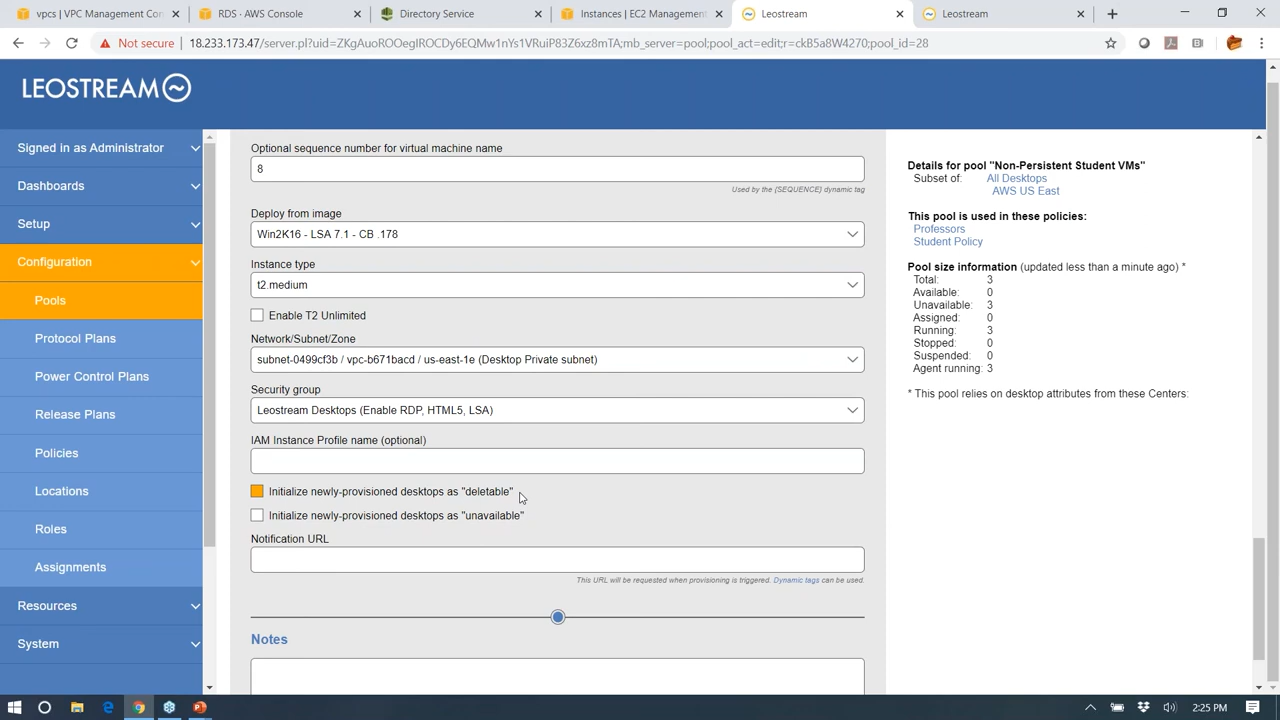 vpcs | VPC Management Con
RDS · AWS Console
Directory Service
Instances | EC2 Management
Leostream
Leostream
Not secure | 18.233.173.47/server.pl?uid=ZKgAuoROOegIROCDy6EQMw1nYs1VRuiP83Z6xz8mTA;mb_server=pool;pool_act=edit;r=ckB5a8W4270;pool_id=28
LEOSTREAM
Signed in as Administrator
Dashboards
Setup
Configuration
Pools
Protocol Plans
Power Control Plans
Release Plans
Policies
Locations
Roles
Assignments
Resources
System
Optional sequence number for virtual machine name
8
Used by the {SEQUENCE} dynamic tag
Deploy from image
Win2K16 - LSA 7.1 - CB .178
Instance type
t2.medium
Enable T2 Unlimited
Network/Subnet/Zone
subnet-0499cf3b / vpc-b671bacd / us-east-1e (Desktop Private subnet)
Security group
Leostream Desktops (Enable RDP, HTML5, LSA)
IAM Instance Profile name (optional)
Initialize newly-provisioned desktops as "deletable"
Initialize newly-provisioned desktops as "unavailable"
Notification URL
This URL will be requested when provisioning is triggered. Dynamic tags can be used.
Notes
Details for pool "Non-Persistent Student VMs"
Subset of: All Desktops
AWS US East
This pool is used in these policies:
Professors
Student Policy
Pool size information (updated less than a minute ago) *
Total: 3
Available: 0
Unavailable: 3
Assigned: 0
Running: 3
Stopped: 0
Suspended: 0
Agent running: 3
* This pool relies on desktop attributes from these Centers:
2:25 PM